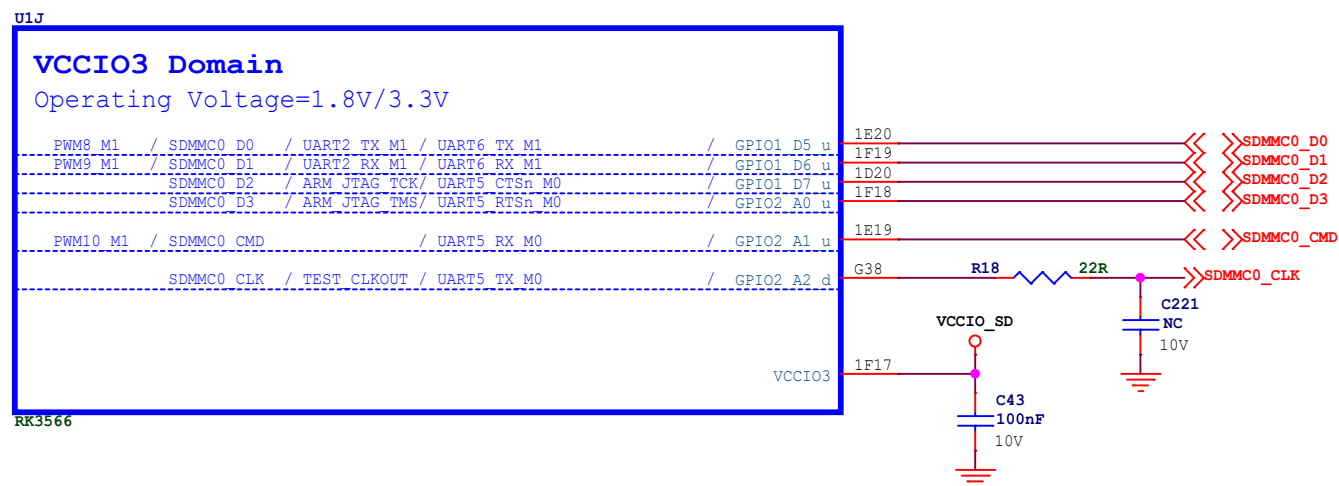 U1J
VCCIO3 Domain
Operating Voltage=1.8V/3.3V
PWM8_M1 / SDMMC0_D0 / UART2_TX_M1 / UART6_TX_M1 / GPIO1_D5_u 1E20 SDMMC0_D0
PWM9_M1 / SDMMC0_D1 / UART2_RX_M1 / UART6_RX_M1 / GPIO1_D6_u 1F19 SDMMC0_D1
SDMMC0_D2 / ARM_JTAG_TCK/ UART5_CTSn_M0 / GPIO1_D7_u 1D20 SDMMC0_D2
SDMMC0_D3 / ARM_JTAG_TMS/ UART5_RTSn_M0 / GPIO2_A0_u 1F18 SDMMC0_D3
PWM10_M1 / SDMMC0_CMD / UART5_RX_M0 / GPIO2_A1_u 1E19 SDMMC0_CMD
SDMMC0_CLK / TEST_CLKOUT / UART5_TX_M0 / GPIO2_A2_d G38 R18 22R SDMMC0_CLK
C221
NC
10V
VCCIO_SD
VCCIO3 1F17
C43
100nF
10V
RK3566